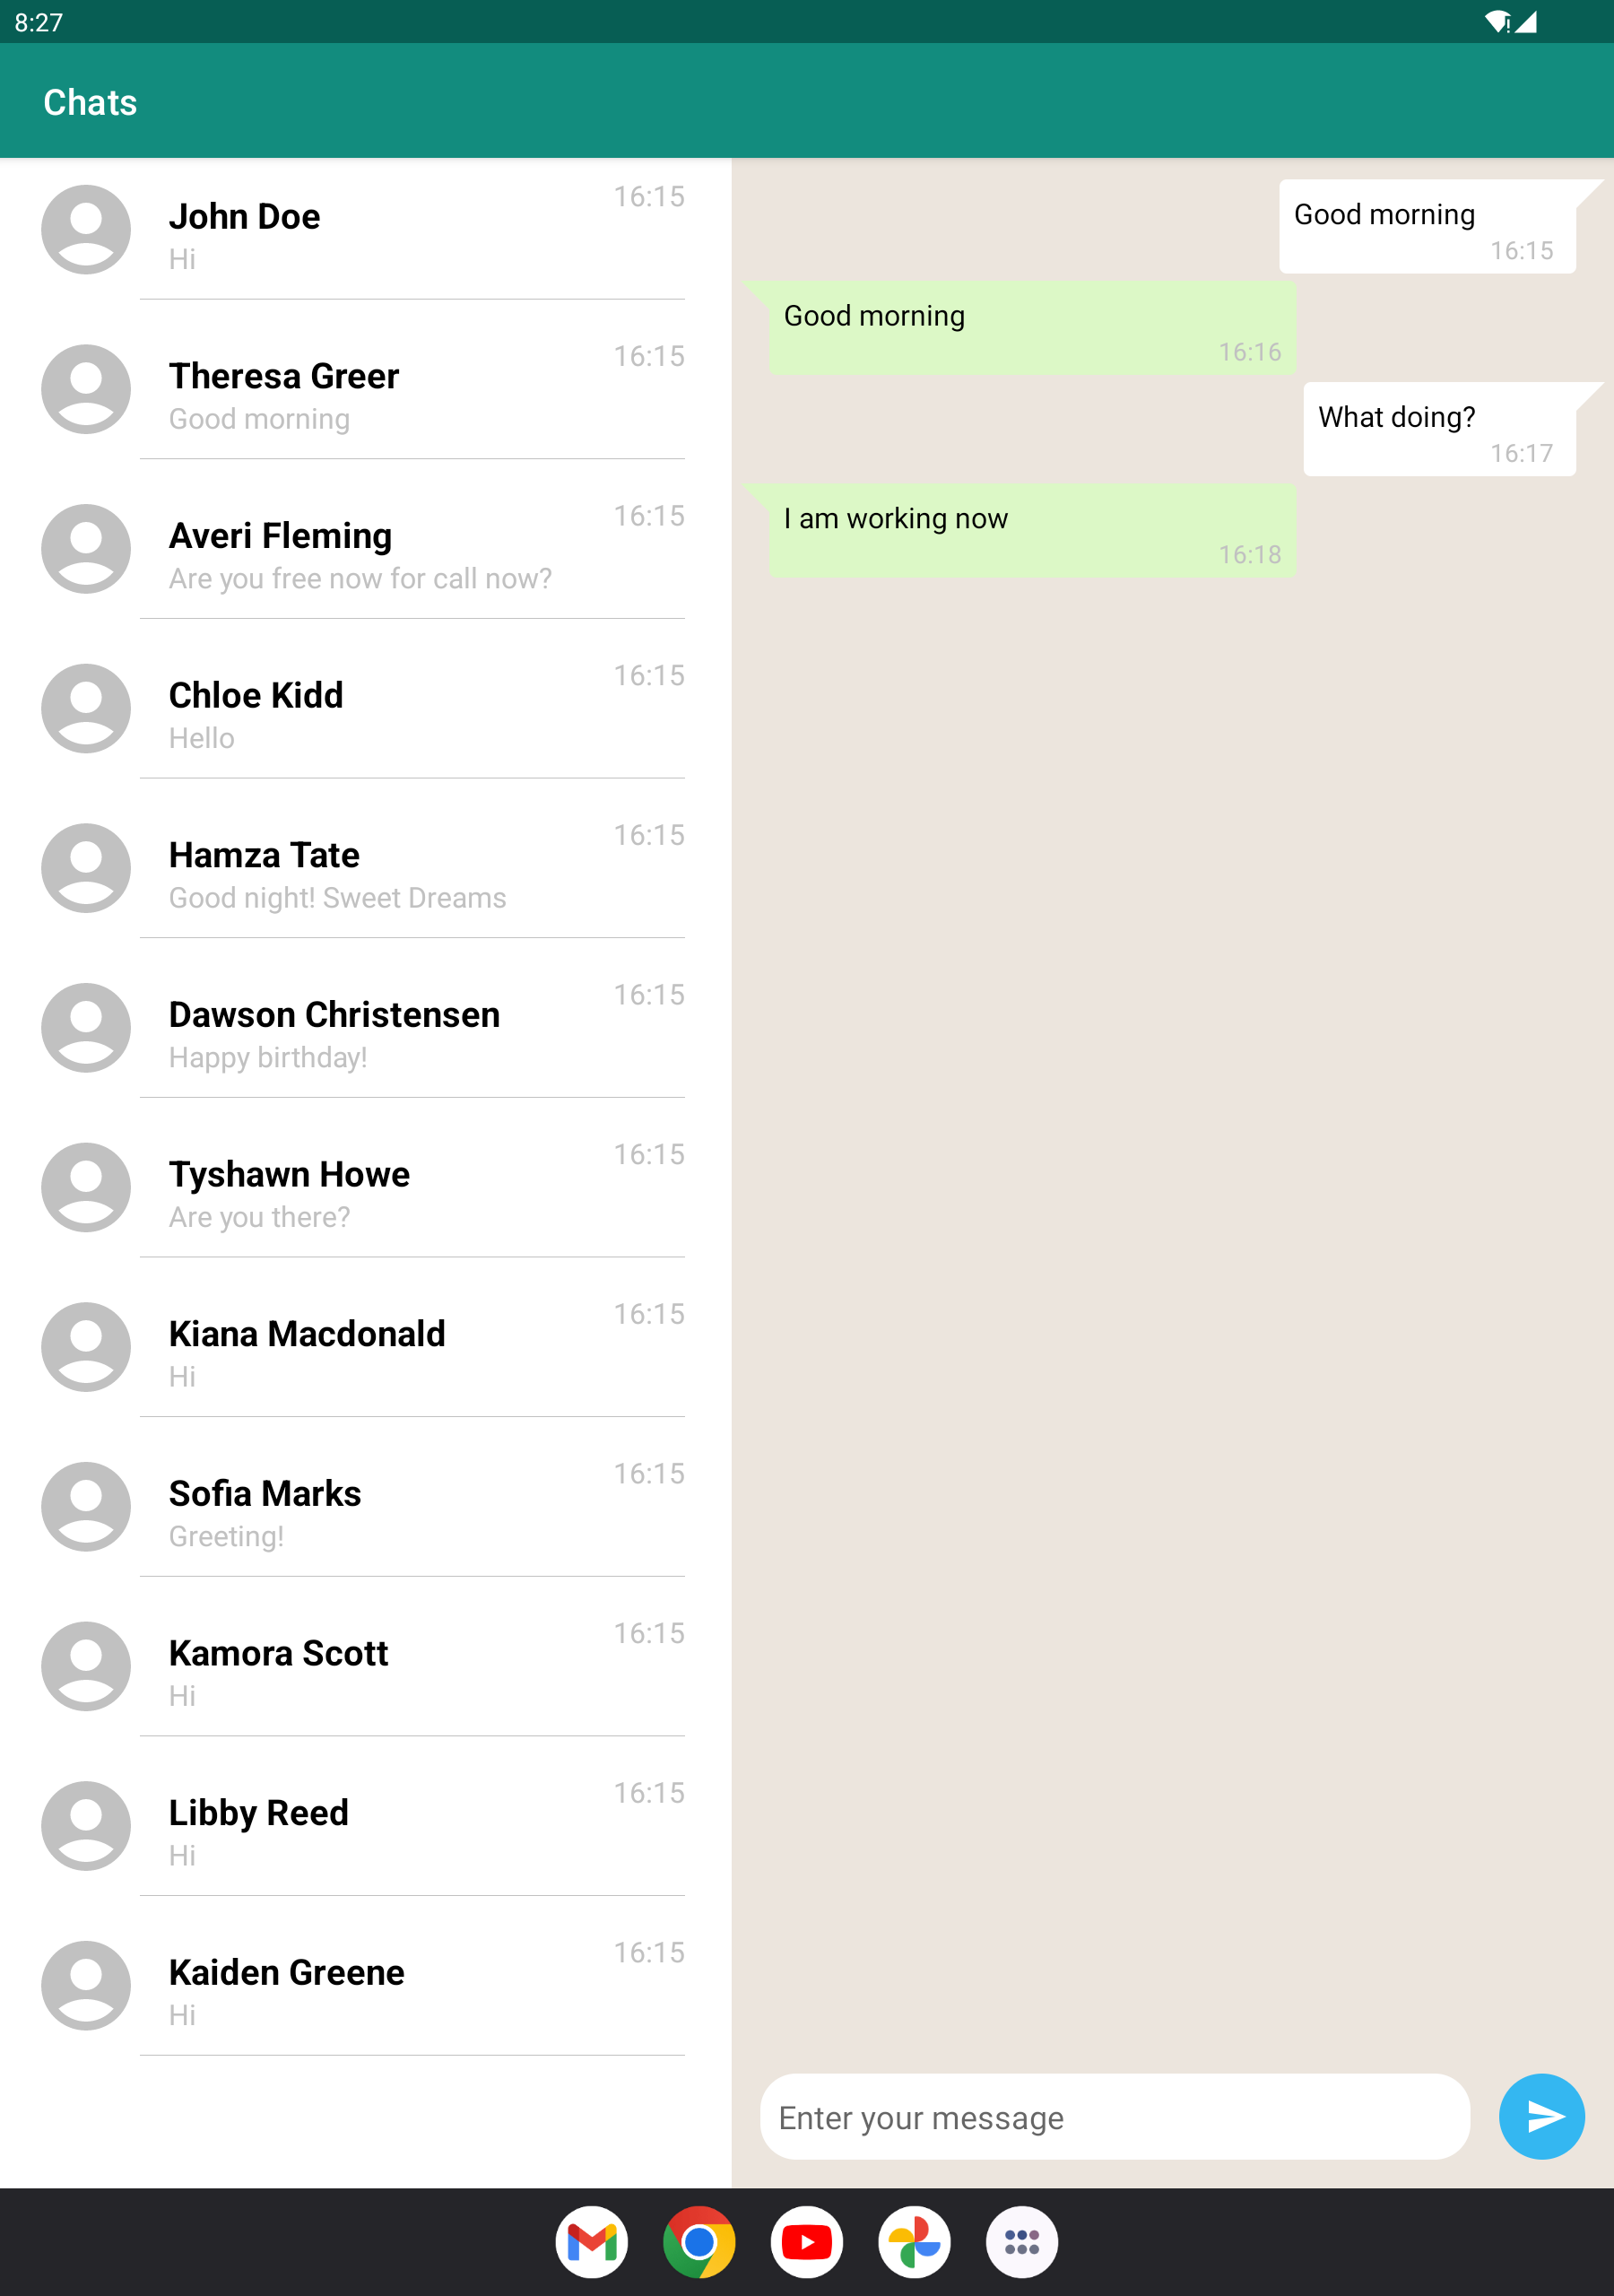 8:27
Chats
John Doe
16:15
Hi
Theresa Greer
16:15
Good morning
Averi Fleming
16:15
Are you free now for call now?
Chloe Kidd
16:15
Hello
Hamza Tate
16:15
Good night! Sweet Dreams
Dawson Christensen
16:15
Happy birthday!
Tyshawn Howe
16:15
Are you there?
Kiana Macdonald
16:15
Hi
Sofia Marks
16:15
Greeting!
Kamora Scott
16:15
Hi
Libby Reed
16:15
Hi
Kaiden Greene
16:15
Hi
Good morning
16:15
Good morning
16:16
What doing?
16:17
I am working now
16:18
Enter your message